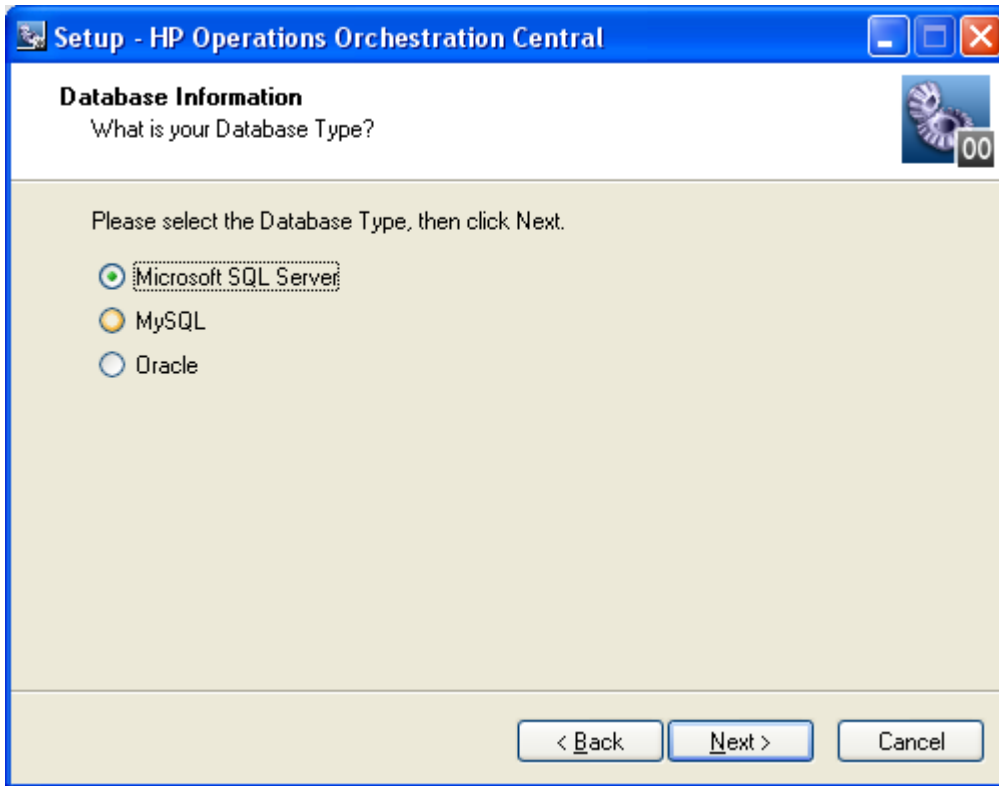 Setup - HP Operations Orchestration Central
Database Information
What is your Database Type?
OO
Please select the Database Type, then click Next.
Microsoft SQL Server
MySQL
Oracle
< Back
Next >
Cancel